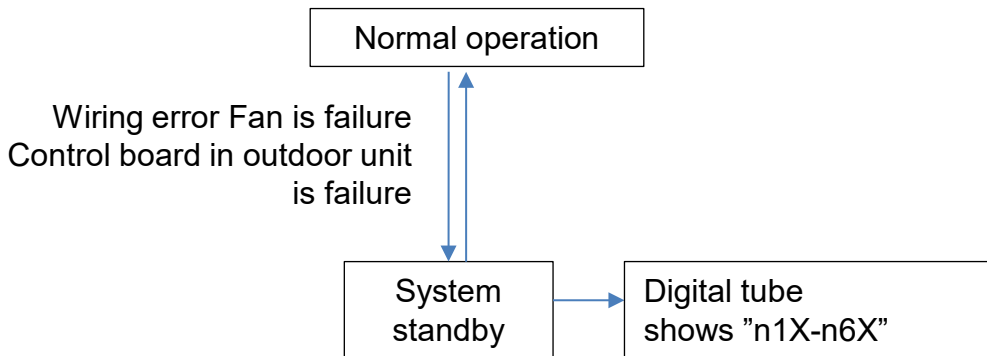 Normal operation
Wiring error Fan is failure
Control board in outdoor unit
is failure
System
standby
Digital tube
shows ”n1X-n6X”